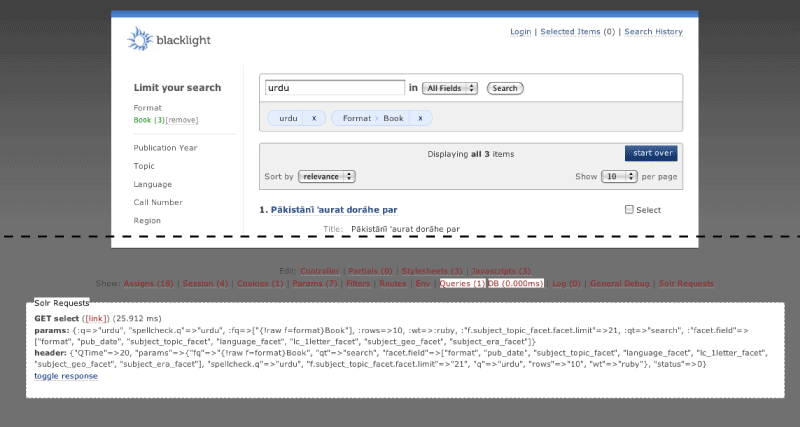 blacklight
Login | Selected Items (0) | Search History
Limit your search
Format
Book (3)[remove]
Publication Year
Topic
Language
Call Number
Region
urdu in All Fields Search
urdu x Format > Book x
Displaying all 3 items start over
Sort by relevance Show 10 per page
1. Pākistānī 'aurat dorāhe par Select
Title: Pākistānī 'aurat dorāhe par
Edit: Controller | Partials (0) | Stylesheets (3) | Javascripts (3)
Show: Assigns (18) | Session (4) | Cookies (1) | Params (7) | Filters | Routes | Env | Queries (1) DB (0.000ms) | Log (0) | General Debug | Solr Requests
Solr Requests
GET select ([link]) (25.912 ms)
params: {:q=>"urdu", "spellcheck.q"=>"urdu", :fq=>["{!raw f=format}Book"], :rows=>10, :wt=>:ruby, :"f.subject_topic_facet.facet.limit"=>21, :qt=>"search", :"facet.field"=>
["format", "pub_date", "subject_topic_facet", "language_facet", "lc_1letter_facet", "subject_geo_facet", "subject_era_facet"]}
header: {"QTime"=>20, "params"=>{"fq"=>"{!raw f=format}Book", "qt"=>"search", "facet.field"=>["format", "pub_date", "subject_topic_facet", "language_facet", "lc_1letter_facet",
"subject_geo_facet", "subject_era_facet"], "spellcheck.q"=>"urdu", "f.subject_topic_facet.facet.limit"=>"21", "q"=>"urdu", "rows"=>"10", "wt"=>"ruby"}, "status"=>0}
toggle response